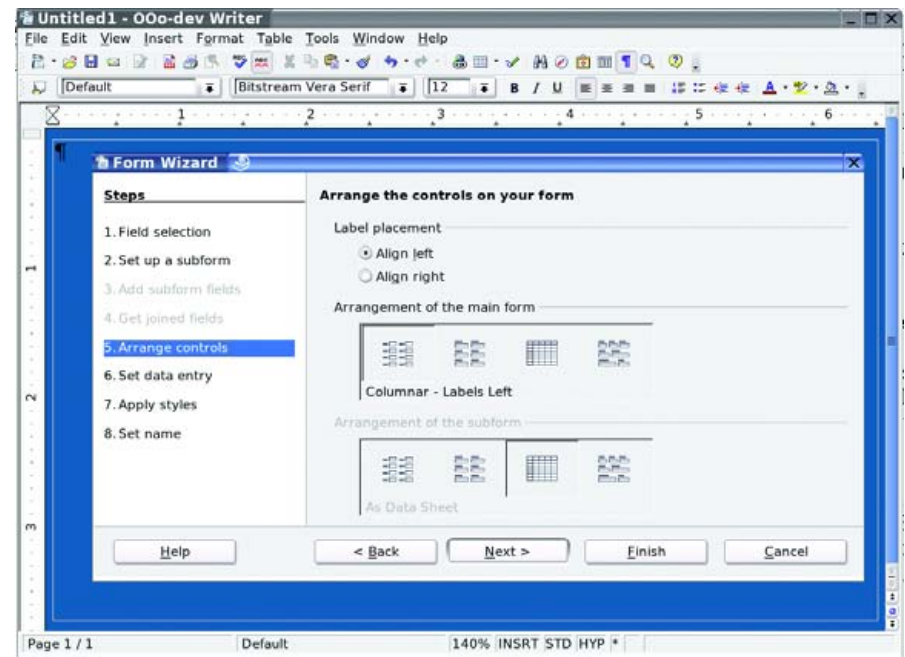 Untitled1 - OOo-dev Writer
File Edit View Insert Format Table Tools Window Help
Default Bitstream Vera Serif 12 B I U A
1 2 3 4 5 6
¶
Form Wizard
Steps
1. Field selection
2. Set up a subform
3. Add subform fields
4. Get joined fields
5. Arrange controls
6. Set data entry
7. Apply styles
8. Set name
Arrange the controls on your form
Label placement
Align left
Align right
Arrangement of the main form
Columnar - Labels Left
Arrangement of the subform
As Data Sheet
Help < Back Next > Finish Cancel
1
2
3
Page 1 / 1 Default 140% INSRT STD HYP *